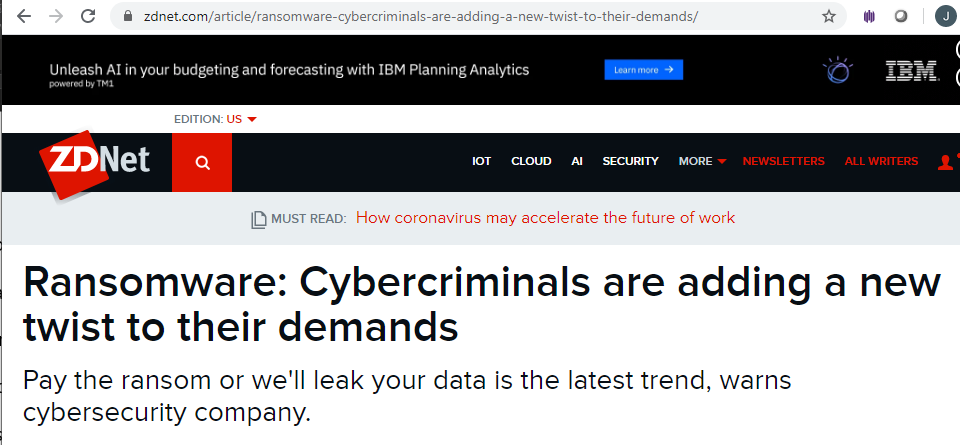 zdnet.com/article/ransomware-cybercriminals-are-adding-a-new-twist-to-their-demands/
J
Unleash AI in your budgeting and forecasting with IBM Planning Analytics
powered by TM1
Learn more →
IBM.
EDITION: US
ZDNet
IOT CLOUD AI SECURITY MORE NEWSLETTERS ALL WRITERS
MUST READ: How coronavirus may accelerate the future of work
Ransomware: Cybercriminals are adding a new
twist to their demands
Pay the ransom or we'll leak your data is the latest trend, warns
cybersecurity company.